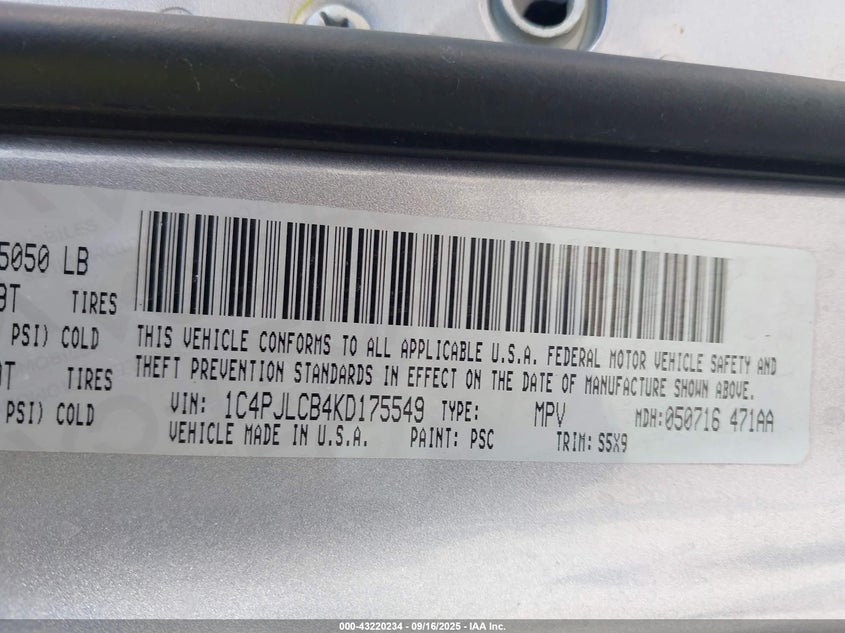 5050 LB
TIRES
PSI) COLD
TIRES
PSI) COLD
THIS VEHICLE CONFORMS TO ALL APPLICABLE U.S.A. FEDERAL MOTOR VEHICLE SAFETY AND
THEFT PREVENTION STANDARDS IN EFFECT ON THE DATE OF MANUFACTURE SHOWN ABOVE.
VIN: 1C4PJLCB4KD175549 TYPE: MPV MDH:050716 471AA
VEHICLE MADE IN U.S.A. PAINT: PSC TRIM: S5X9
000-43220234 - 09/16/2025 - IAA Inc.